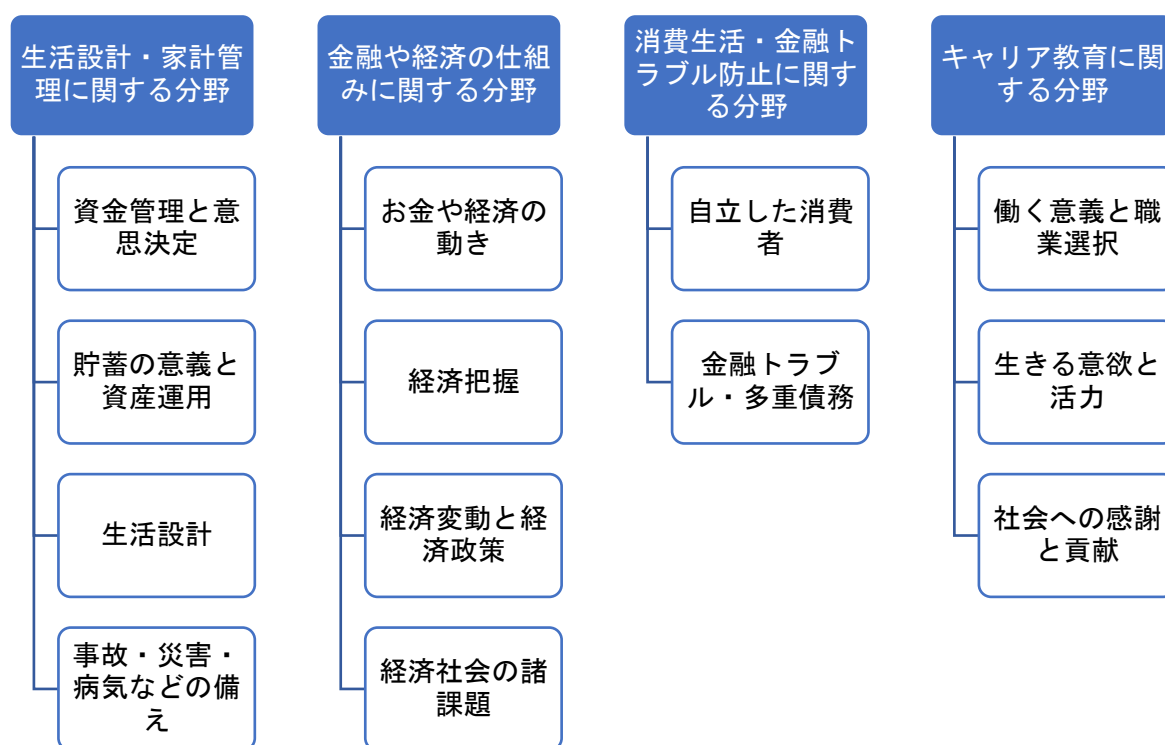 生活設計・家計管
理に関する分野
資金管理と意
思決定
貯蓄の意義と
資産運用
生活設計
事故・災害・
病気などの備
え
金融や経済の仕組
みに関する分野
お金や経済の
動き
経済把握
経済変動と経
済政策
経済社会の諸
課題
消費生活・金融ト
ラブル防止に関す
る分野
自立した消費
者
金融トラブ
ル・多重債務
キャリア教育に関
する分野
働く意義と職
業選択
生きる意欲と
活力
社会への感謝
と貢献